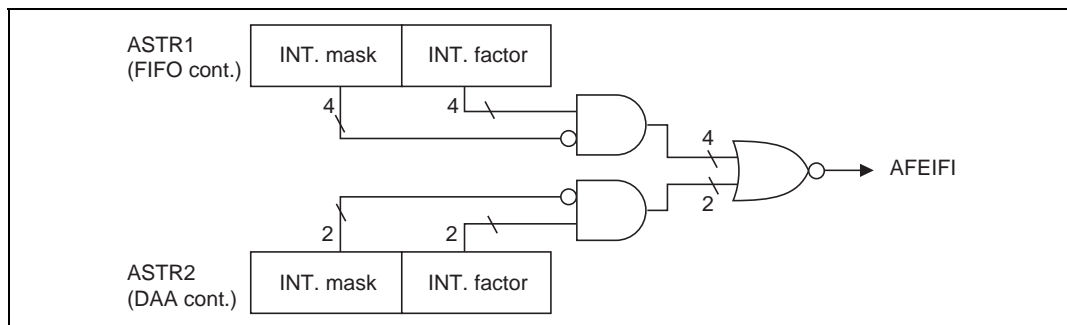 ASTR1
(FIFO cont.)
INT. mask
INT. factor
4
4
4
AFEIFI
2
2
2
ASTR2
(DAA cont.)
INT. mask
INT. factor